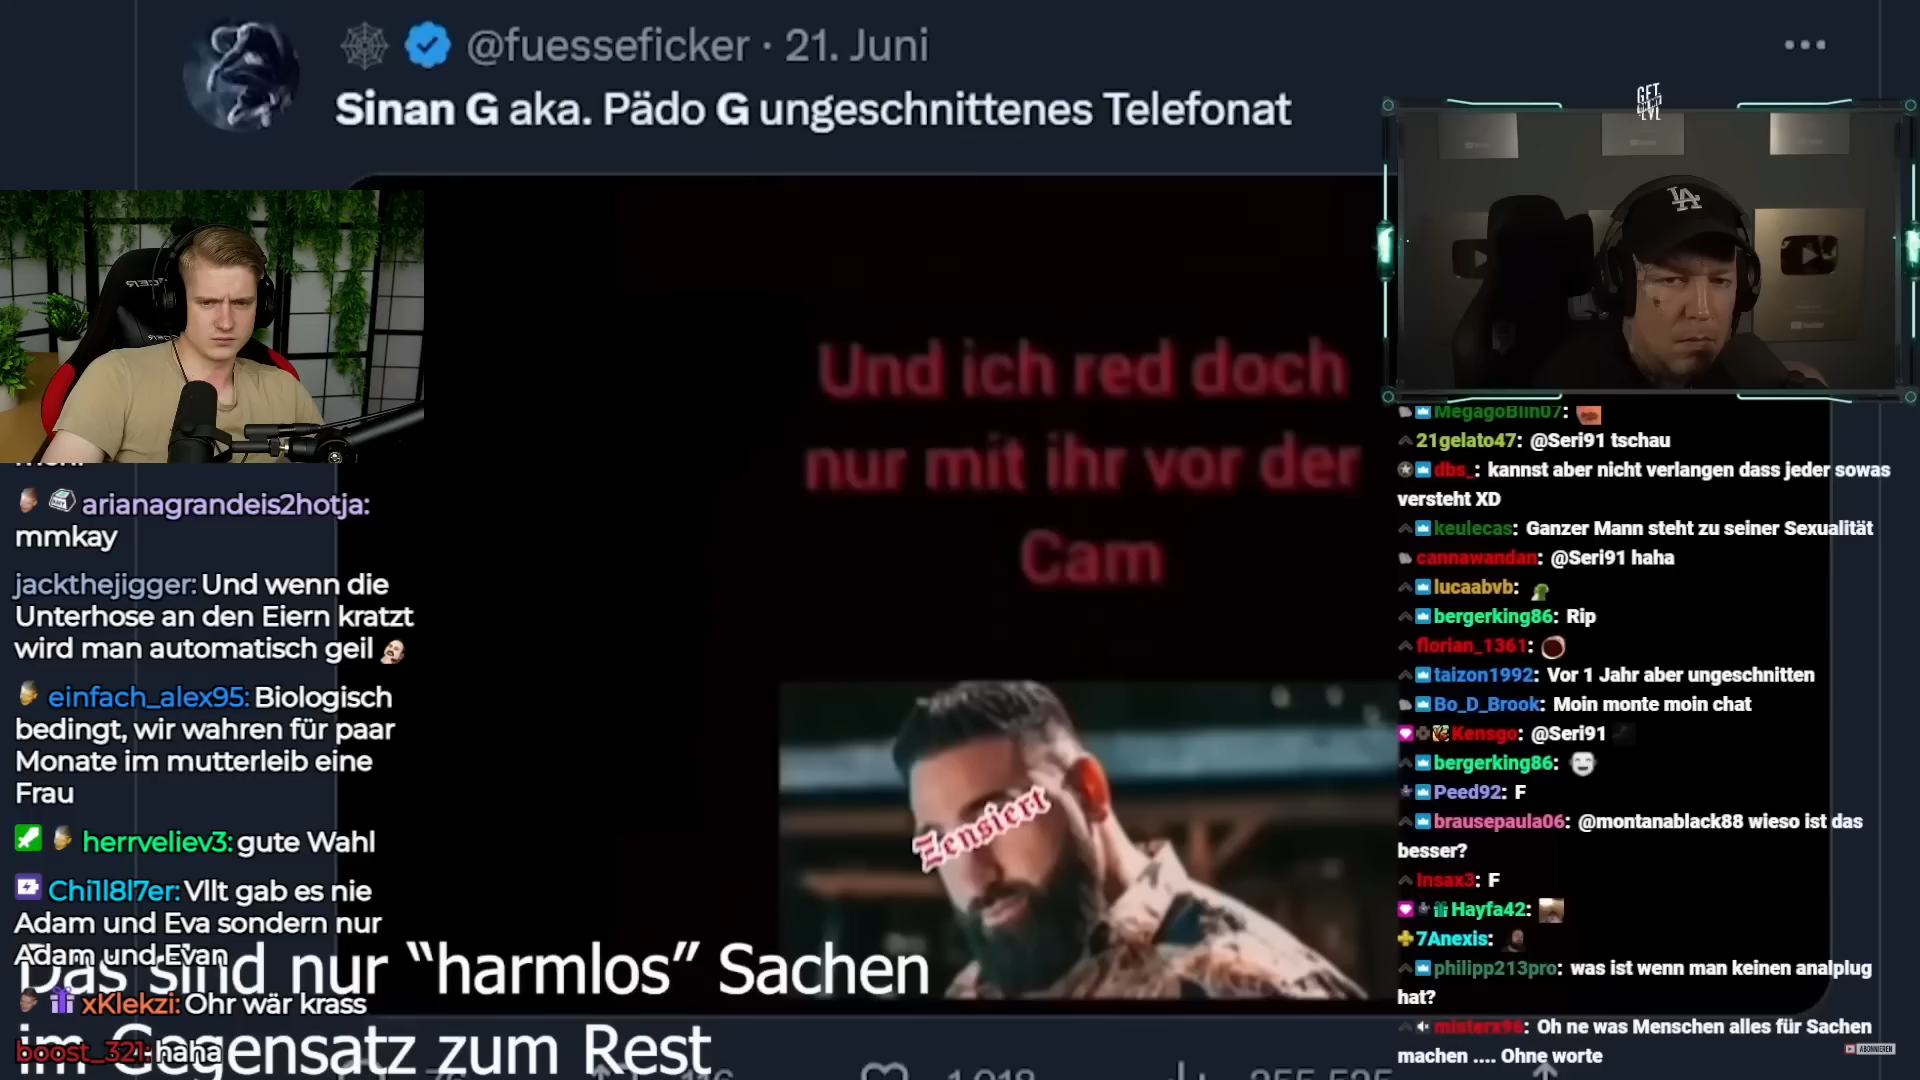 @fuesseficker · 21. Juni
Sinan G aka. Pädo G ungeschnittenes Telefonat
GET
LVL
LA
Und ich red doch
nur mit ihr vor der
Cam
Zensiert
arianagrandeis2hotja:
mmkay
jackthejigger: Und wenn die
Unterhose an den Eiern kratzt
wird man automatisch geil
einfach_alex95: Biologisch
bedingt, wir wahren für paar
Monate im mutterleib eine
Frau
herrveliev3: gute Wahl
Chi1l8l7er: Vllt gab es nie
Adam und Eva sondern nur
Adam und Evan
xKlekzi: Ohr wär krass
boost_321: haha
Das sind nur “harmlos” Sachen
im Gegensatz zum Rest
MegagoBlin07:
21gelato47: @Seri91 tschau
dbs_: kannst aber nicht verlangen dass jeder sowas
versteht XD
keulecas: Ganzer Mann steht zu seiner Sexualität
cannawandan: @Seri91 haha
lucaabvb:
bergerking86: Rip
florian_1361:
taizon1992: Vor 1 Jahr aber ungeschnitten
Bo_D_Brook: Moin monte moin chat
Kensgo: @Seri91
bergerking86:
Peed92: F
brausepaula06: @montanablack88 wieso ist das
besser?
Insax3: F
Hayfa42:
7Anexis:
philipp213pro: was ist wenn man keinen analplug
hat?
misterx96: Oh ne was Menschen alles für Sachen
machen .... Ohne worte
ABONNIEREN